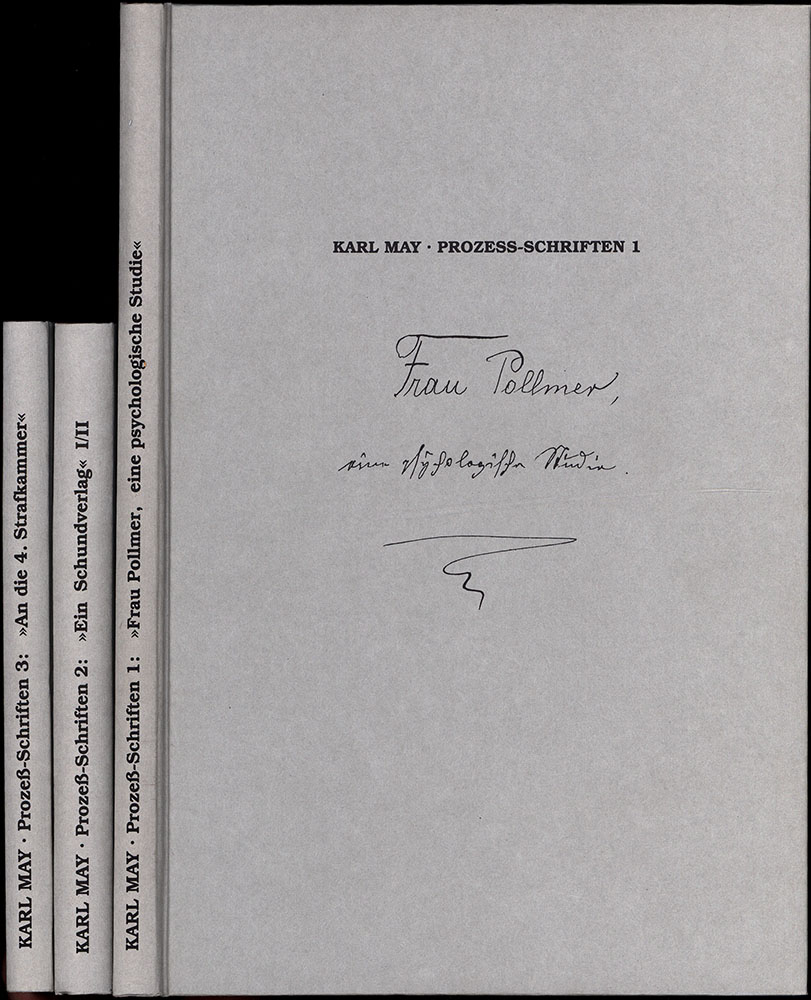 KARL MAY · Prozeß-Schriften 3: »An die 4. Strafkammer«
KARL MAY · Prozeß-Schriften 2: »Ein Schundverlag« I/II
KARL MAY · Prozeß-Schriften 1: »Frau Pollmer, eine psychologische Studie«
KARL MAY · PROZESS-SCHRIFTEN 1
Frau Pollmer,
eine psychologische Studie.